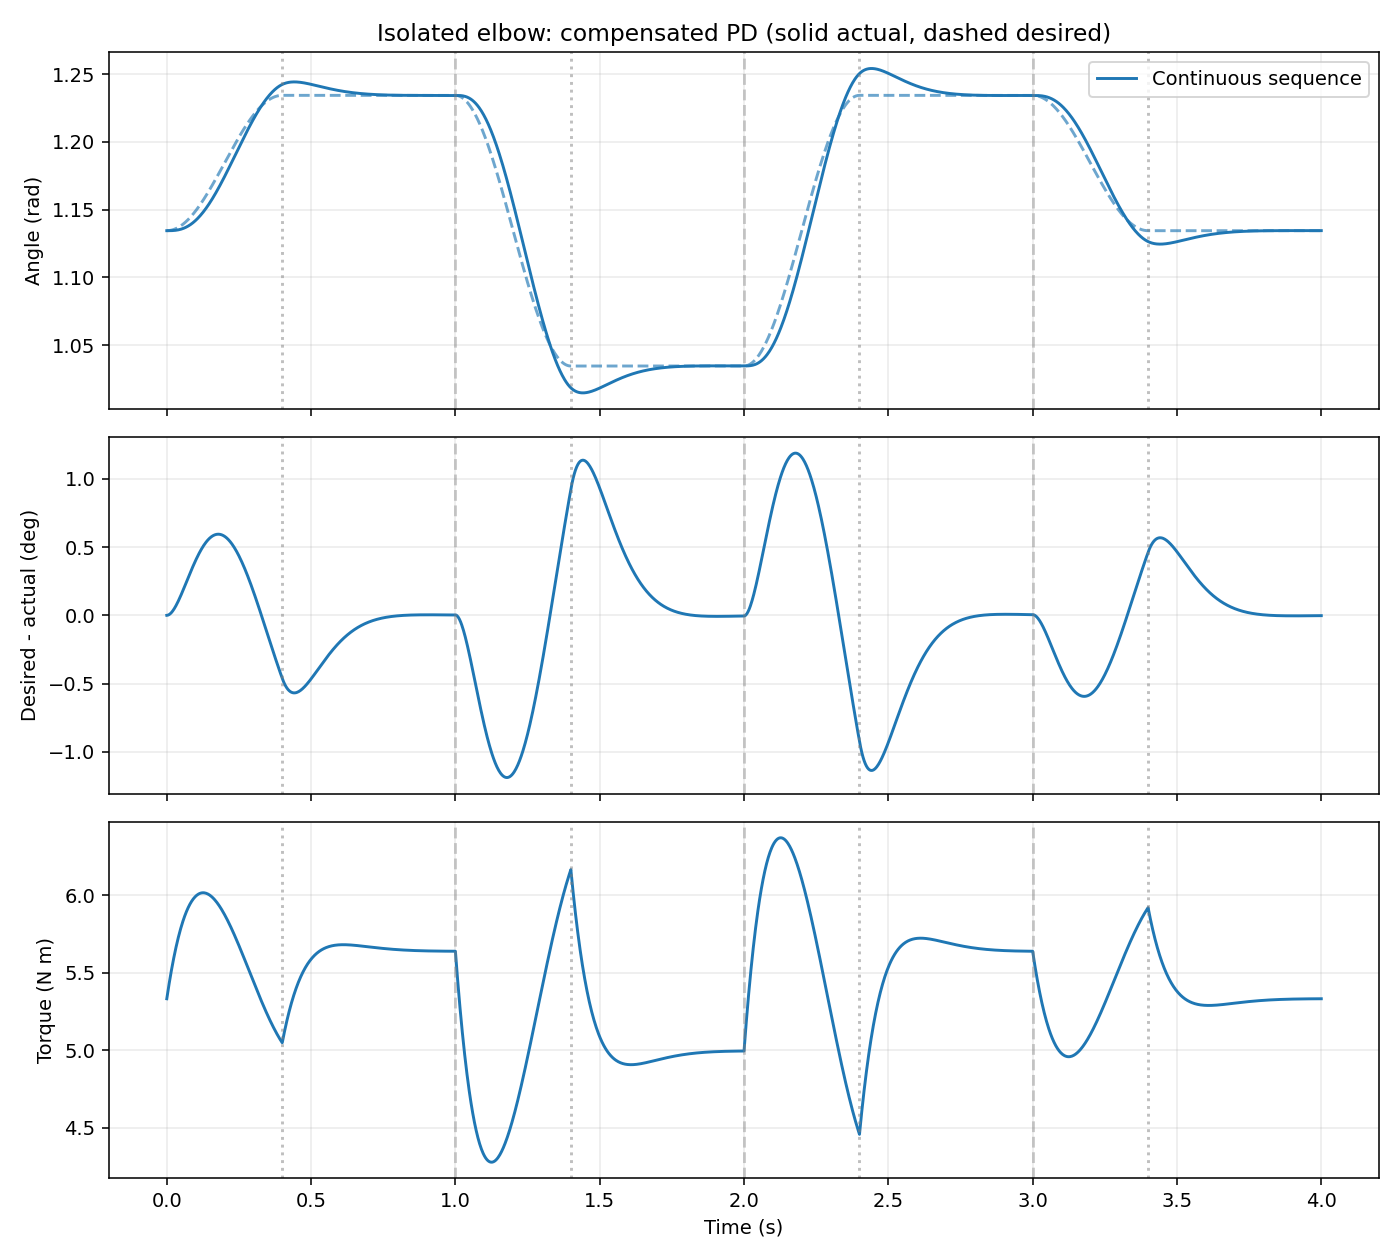 Isolated elbow: compensated PD (solid actual, dashed desired)
Continuous sequence
Angle (rad)
1.25
1.20
1.15
1.10
1.05
Desired - actual (deg)
1.0
0.5
0.0
−0.5
−1.0
Torque (N m)
6.0
5.5
5.0
4.5
0.0 0.5 1.0 1.5 2.0 2.5 3.0 3.5 4.0
Time (s)